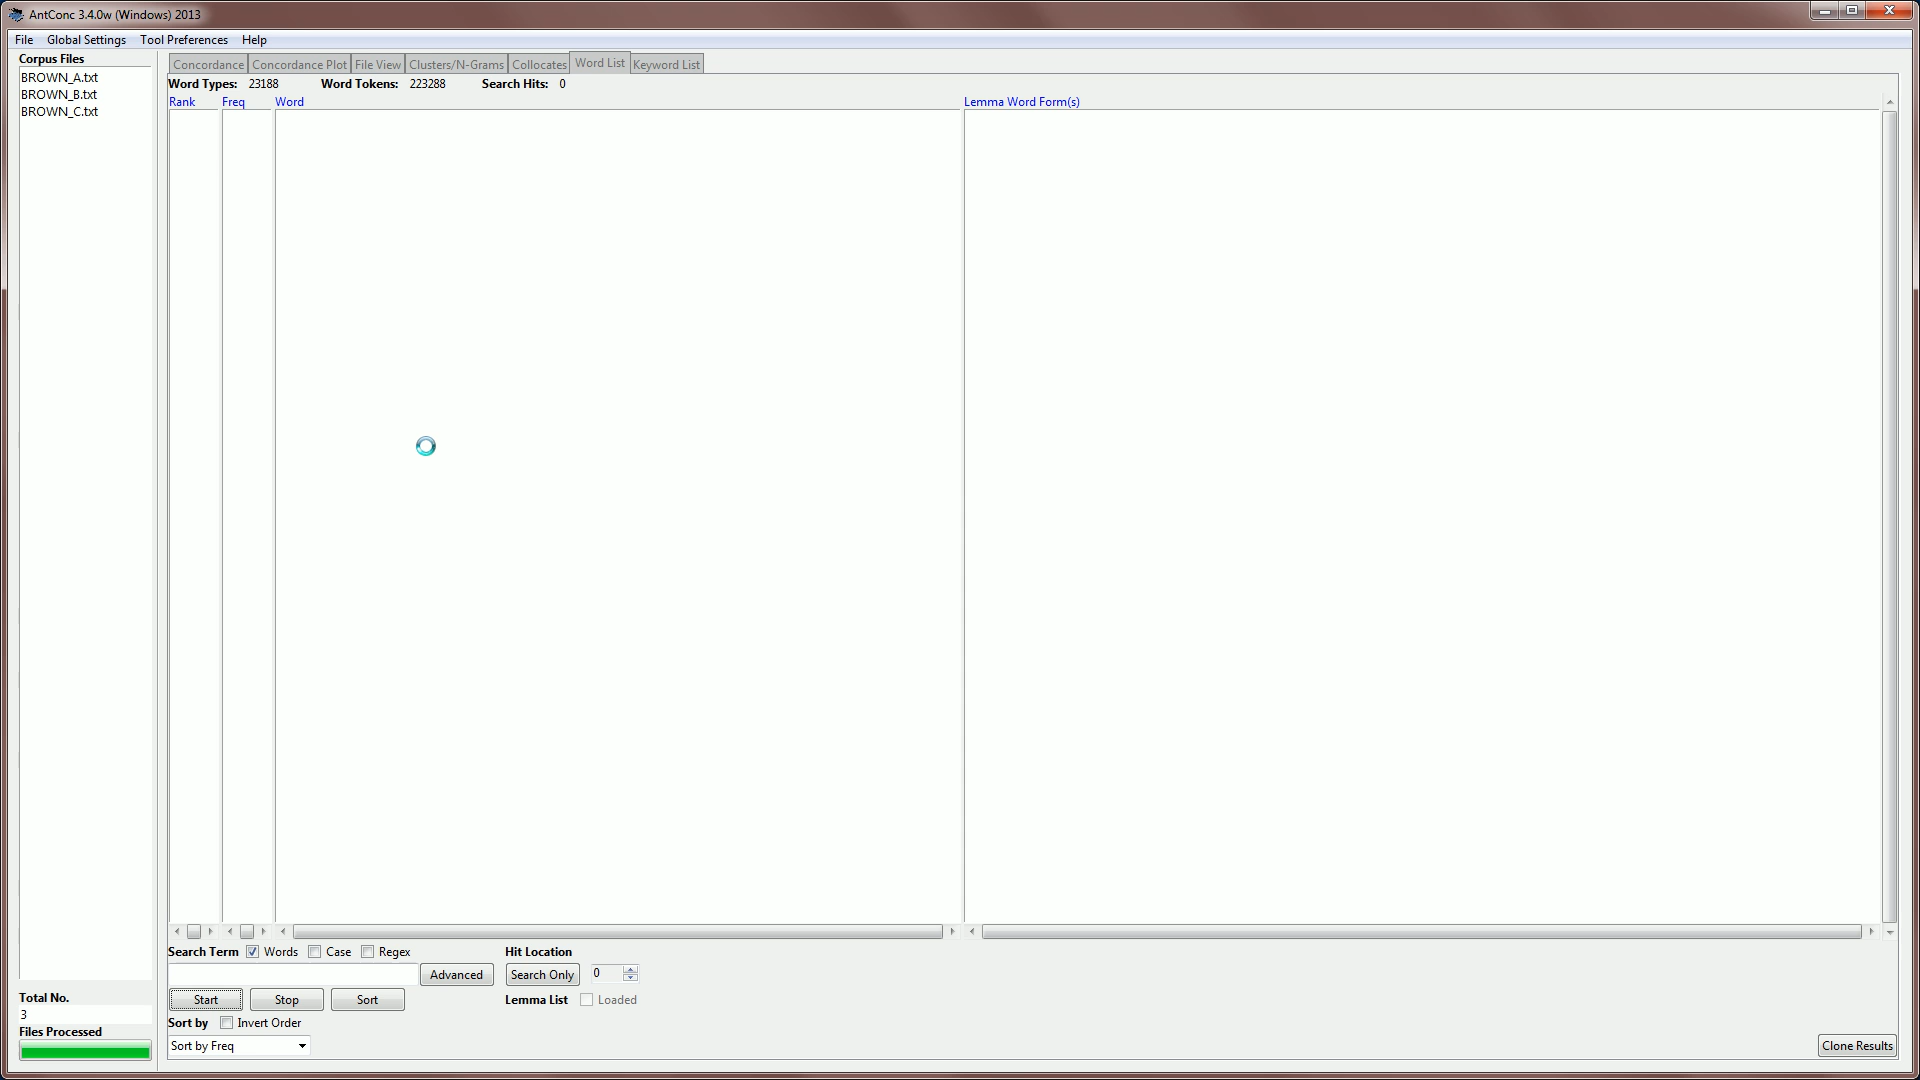 AntConc 3.4.0w (Windows) 2013
File Global Settings Tool Preferences Help
Corpus Files
BROWN_A.txt
BROWN_B.txt
BROWN_C.txt
Concordance Concordance Plot File View Clusters/N-Grams Collocates Word List Keyword List
Word Types: 23188 Word Tokens: 223288 Search Hits: 0
Rank Freq Word Lemma Word Form(s)
Search Term Words Case Regex Hit Location
Advanced Search Only 0
Start Stop Sort Lemma List Loaded
Sort by Invert Order
Sort by Freq
Clone Results
Total No.
3
Files Processed